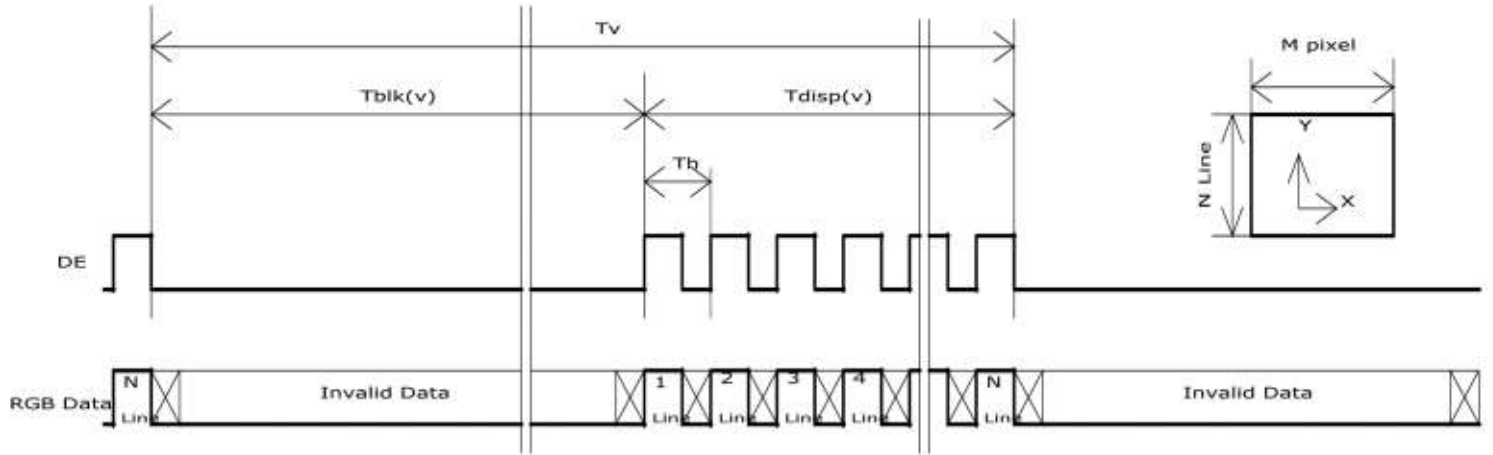 Tv
M pixel
Tblk(v)
Tdisp(v)
Th
Y
N Line
X
DE
N
1
2
3
4
N
Invalid Data
Invalid Data
RGB Data
Line
Line
Line
Line
Line
Line